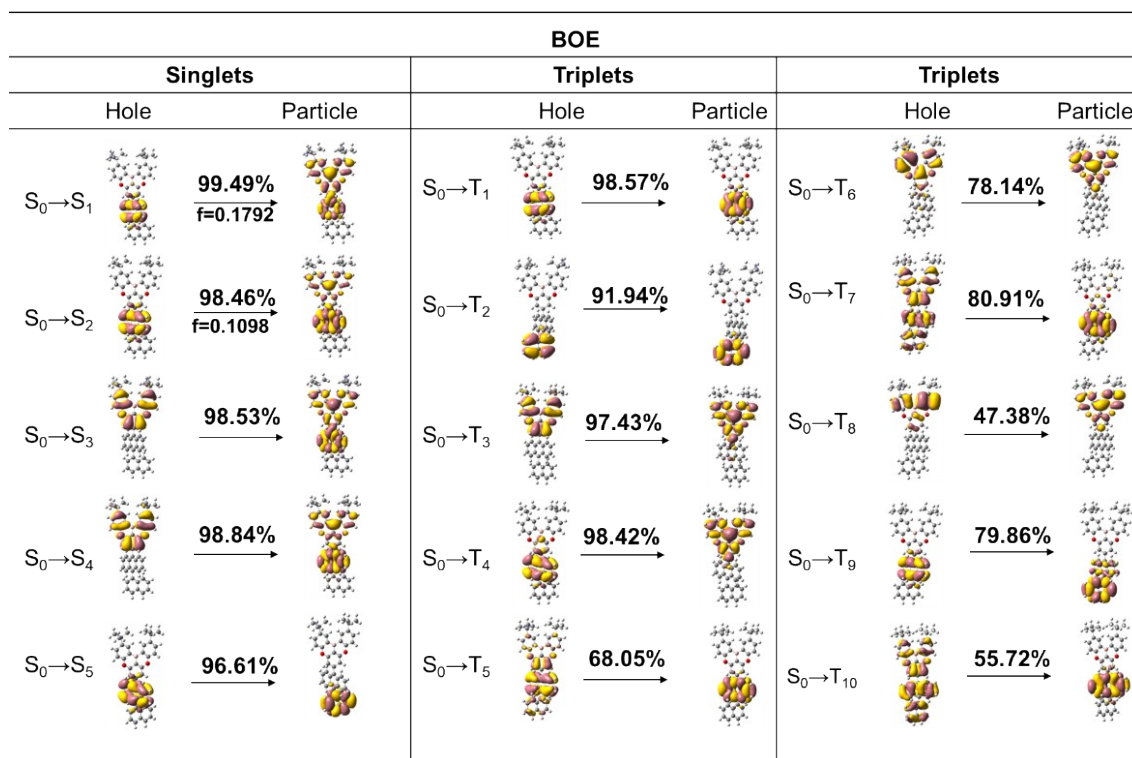 BOE
Singlets Triplets Triplets
Hole Particle Hole Particle Hole Particle
S₀→S₁ 99.49% S₀→T₁ 98.57% S₀→T₆ 78.14%
f=0.1792
S₀→S₂ 98.46% S₀→T₂ 91.94% S₀→T₇ 80.91%
f=0.1098
S₀→S₃ 98.53% S₀→T₃ 97.43% S₀→T₈ 47.38%
S₀→S₄ 98.84% S₀→T₄ 98.42% S₀→T₉ 79.86%
S₀→S₅ 96.61% S₀→T₅ 68.05% S₀→T₁₀ 55.72%